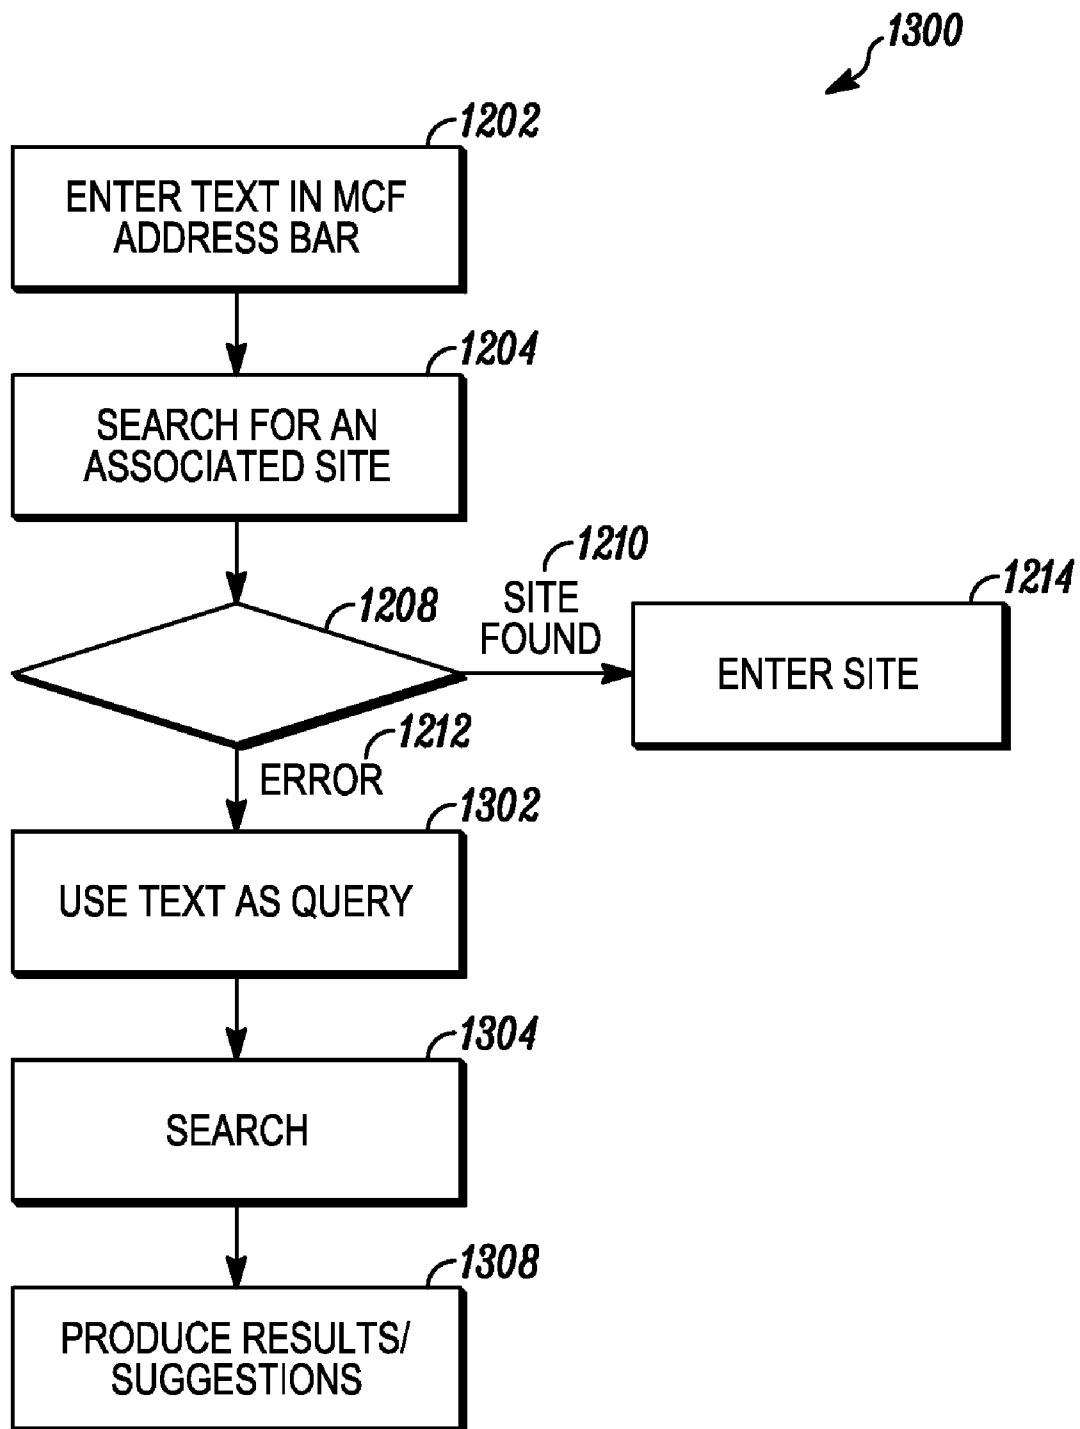 1300
1202
ENTER TEXT IN MCF
ADDRESS BAR
1204
SEARCH FOR AN
ASSOCIATED SITE
1208
1210
SITE
FOUND
1214
ENTER SITE
1212
ERROR
1302
USE TEXT AS QUERY
1304
SEARCH
1308
PRODUCE RESULTS/
SUGGESTIONS